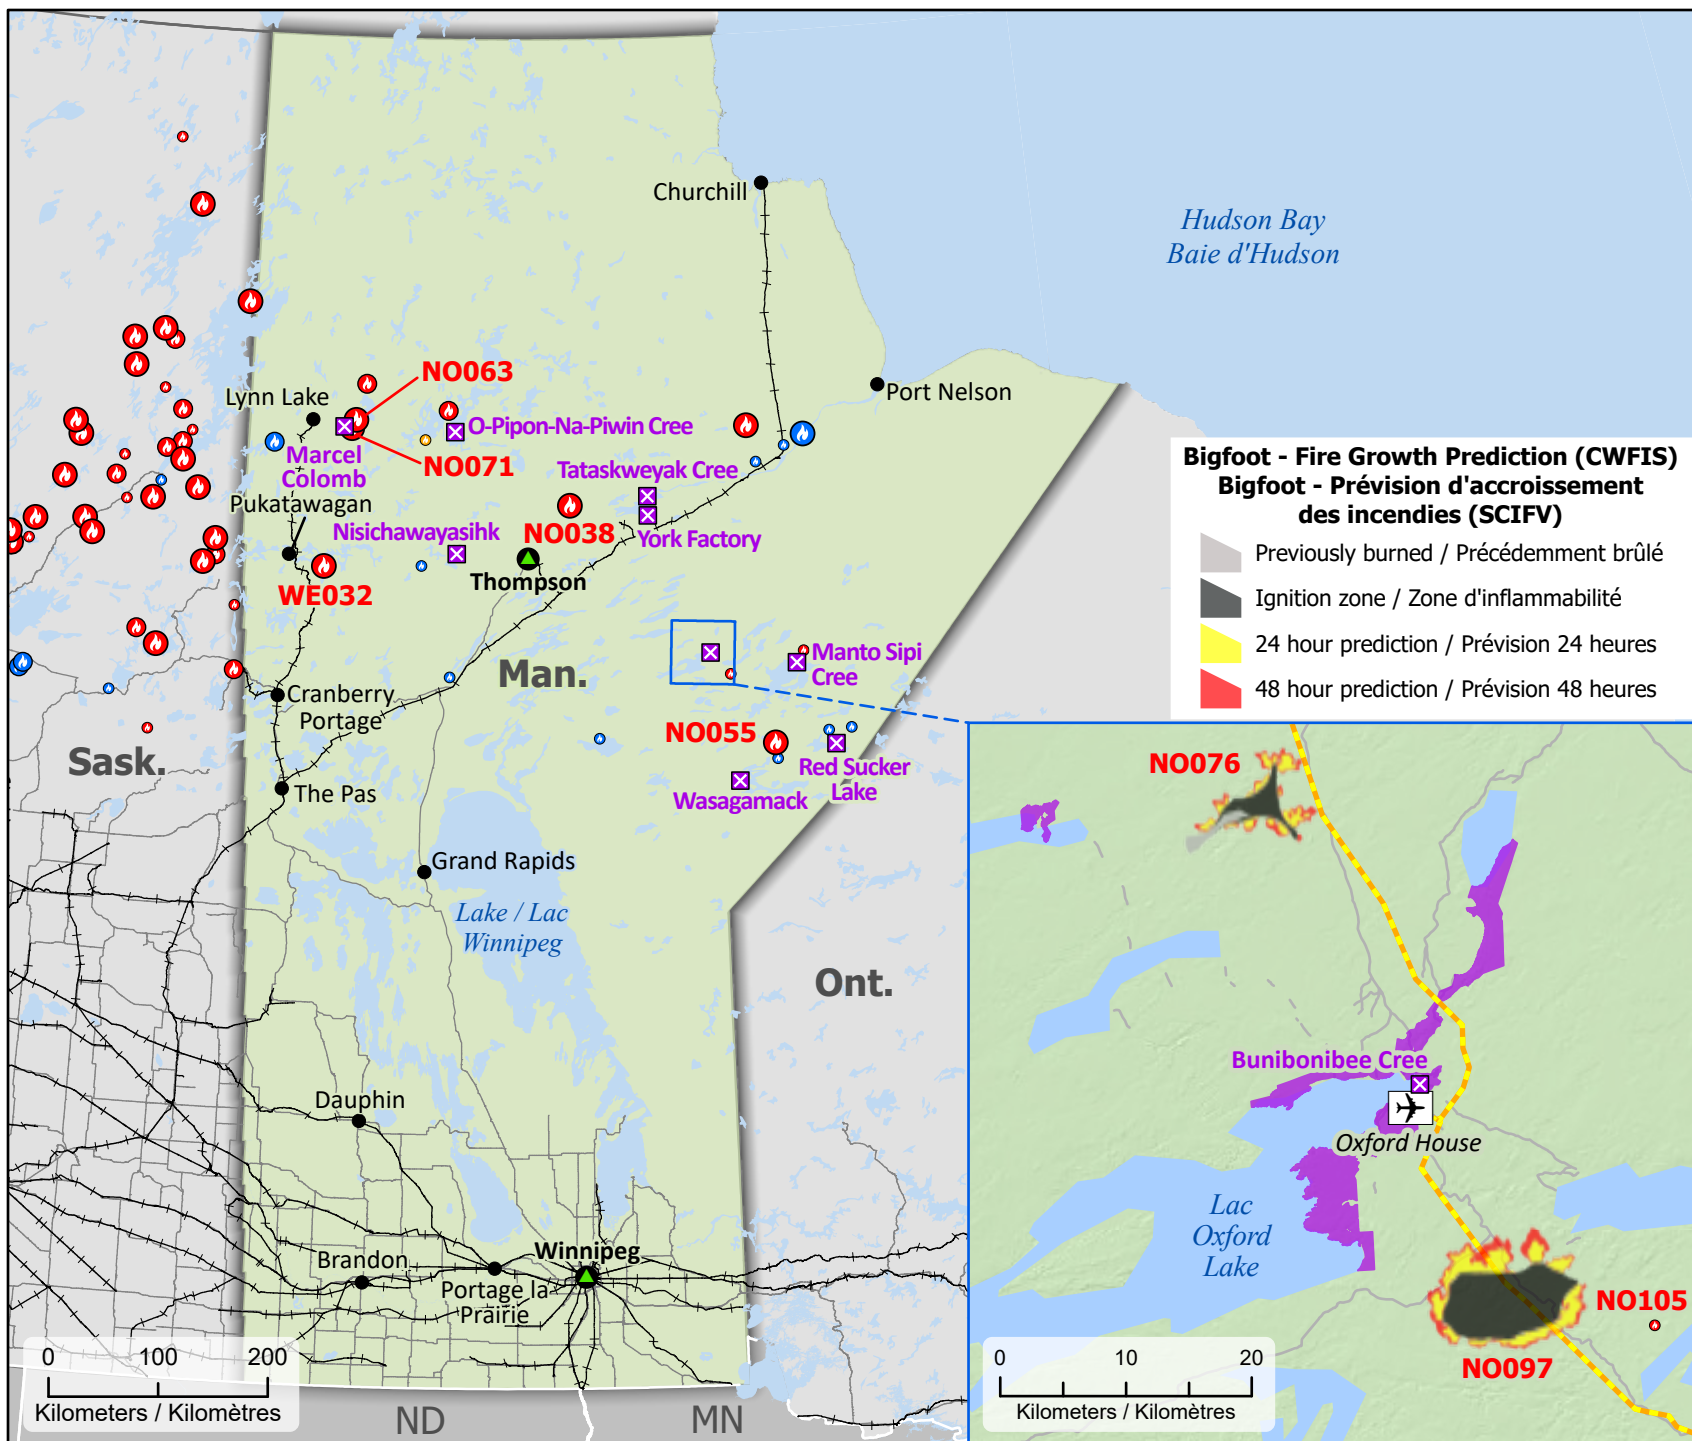 Churchill
Hudson Bay
Baie d'Hudson
NO063
Port Nelson
Lynn Lake
O-Pipon-Na-Piwin Cree
Marcel
Colomb
NO071
Tataskweyak Cree
Pukatawagan
Nisichawayasihk
NO038
York Factory
Thompson
WE032
Man.
Manto Sipi
Cree
Cranberry
Portage
NO055
Sask.
Red Sucker
Lake
The Pas
Wasagamack
Grand Rapids
Lake / Lac
Winnipeg
Ont.
Dauphin
Winnipeg
Brandon
Portage la
Prairie
0 100 200
Kilometers / Kilomètres
ND
MN
Bigfoot - Fire Growth Prediction (CWFIS)
Bigfoot - Prévision d'accroissement
des incendies (SCIFV)
Previously burned / Précédemment brûlé
Ignition zone / Zone d'inflammabilité
24 hour prediction / Prévision 24 heures
48 hour prediction / Prévision 48 heures
NO076
Bunibonibee Cree
Oxford House
Lac
Oxford
Lake
NO105
NO097
0 10 20
Kilometers / Kilomètres